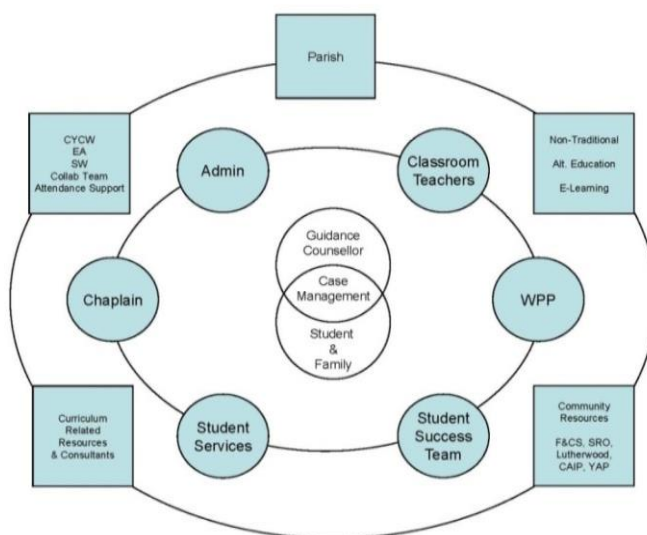 Parish
CYCW
EA
SW
Collab Team
Attendance Support
Admin
Classroom
Teachers
Non-Traditional
Alt. Education
E-Learning
Guidance
Counsellor
Case
Management
Student
&
Family
Chaplain
WPP
Curriculum
Related
Resources
& Consultants
Student
Services
Student
Success
Team
Community
Resources
F&CS, SRO,
Lutherwood,
CAIP, YAP